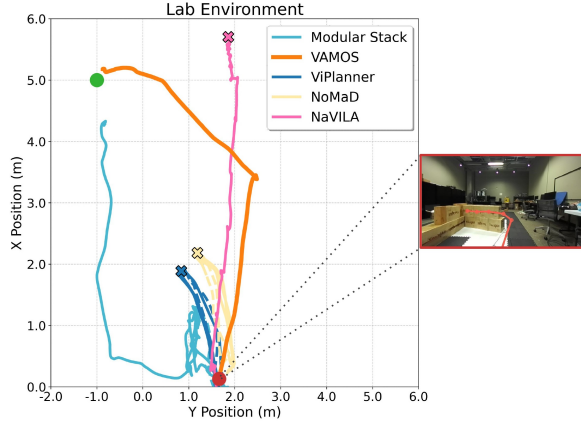 Lab Environment
6.0
5.0
4.0
3.0
2.0
1.0
0.0
X Position (m)
Modular Stack
VAMOS
ViPlanner
NoMaD
NaVILA
-2.0 -1.0 0.0 1.0 2.0 3.0 4.0 5.0 6.0
Y Position (m)